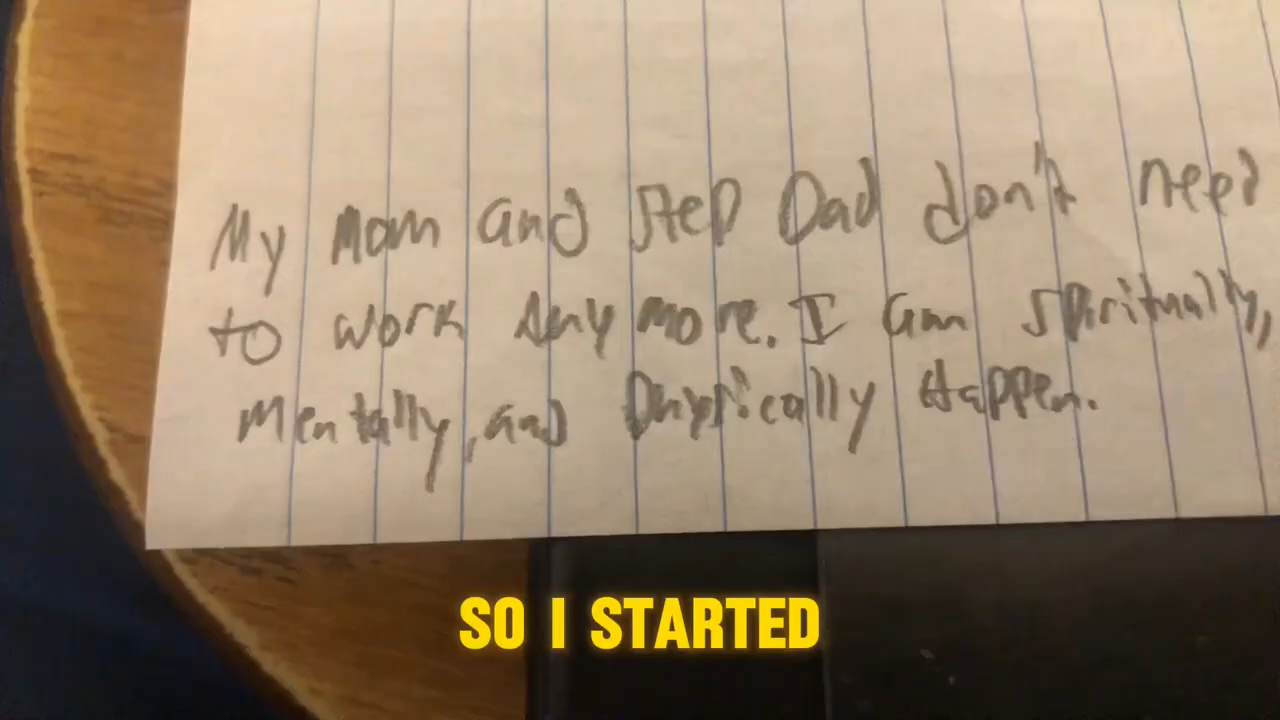 My Mom and Step Dad don't need
to work Any more. I am spiritually,
Mentally, and Physically Happen.
SO I STARTED